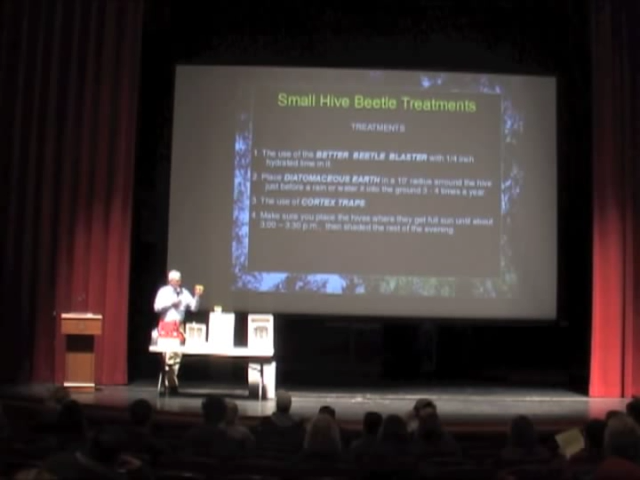 Small Hive Beetle Treatments
TREATMENTS
1. The use of the BETTER BEETLE BLASTER with 1/4 inch
hydrated lime in it.
2. Place DIATOMACEOUS EARTH in a 10' radius around the hive
just before a rain or water it into the ground 3 - 4 times a year.
3. The use of CORTEX TRAPS
4. Make sure you place the hives where they get full sun until about
3:00 – 3:30 p.m., then shaded the rest of the evening